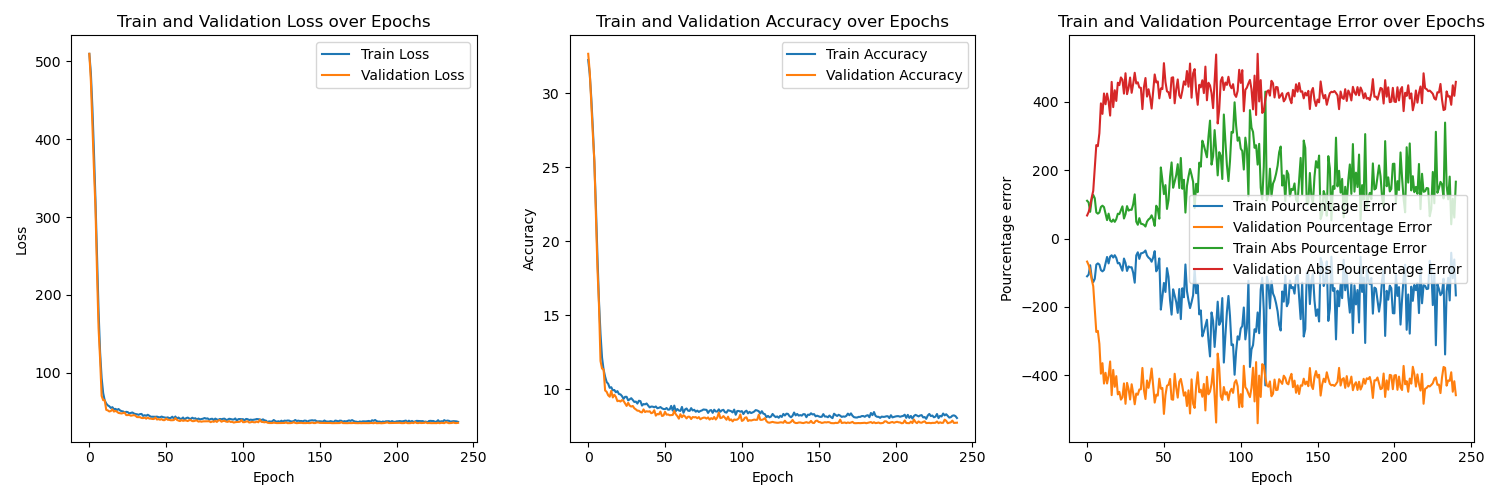 Train and Validation Loss over Epochs
Train Loss
Validation Loss
500
400
300
200
100
Loss
0
50
100
150
200
250
Epoch
Train and Validation Accuracy over Epochs
Train Accuracy
Validation Accuracy
30
25
20
15
10
Accuracy
0
50
100
150
200
250
Epoch
Train and Validation Pourcentage Error over Epochs
400
200
0
−200
−400
Pourcentage error
Train Pourcentage Error
Validation Pourcentage Error
Train Abs Pourcentage Error
Validation Abs Pourcentage Error
0
50
100
150
200
250
Epoch